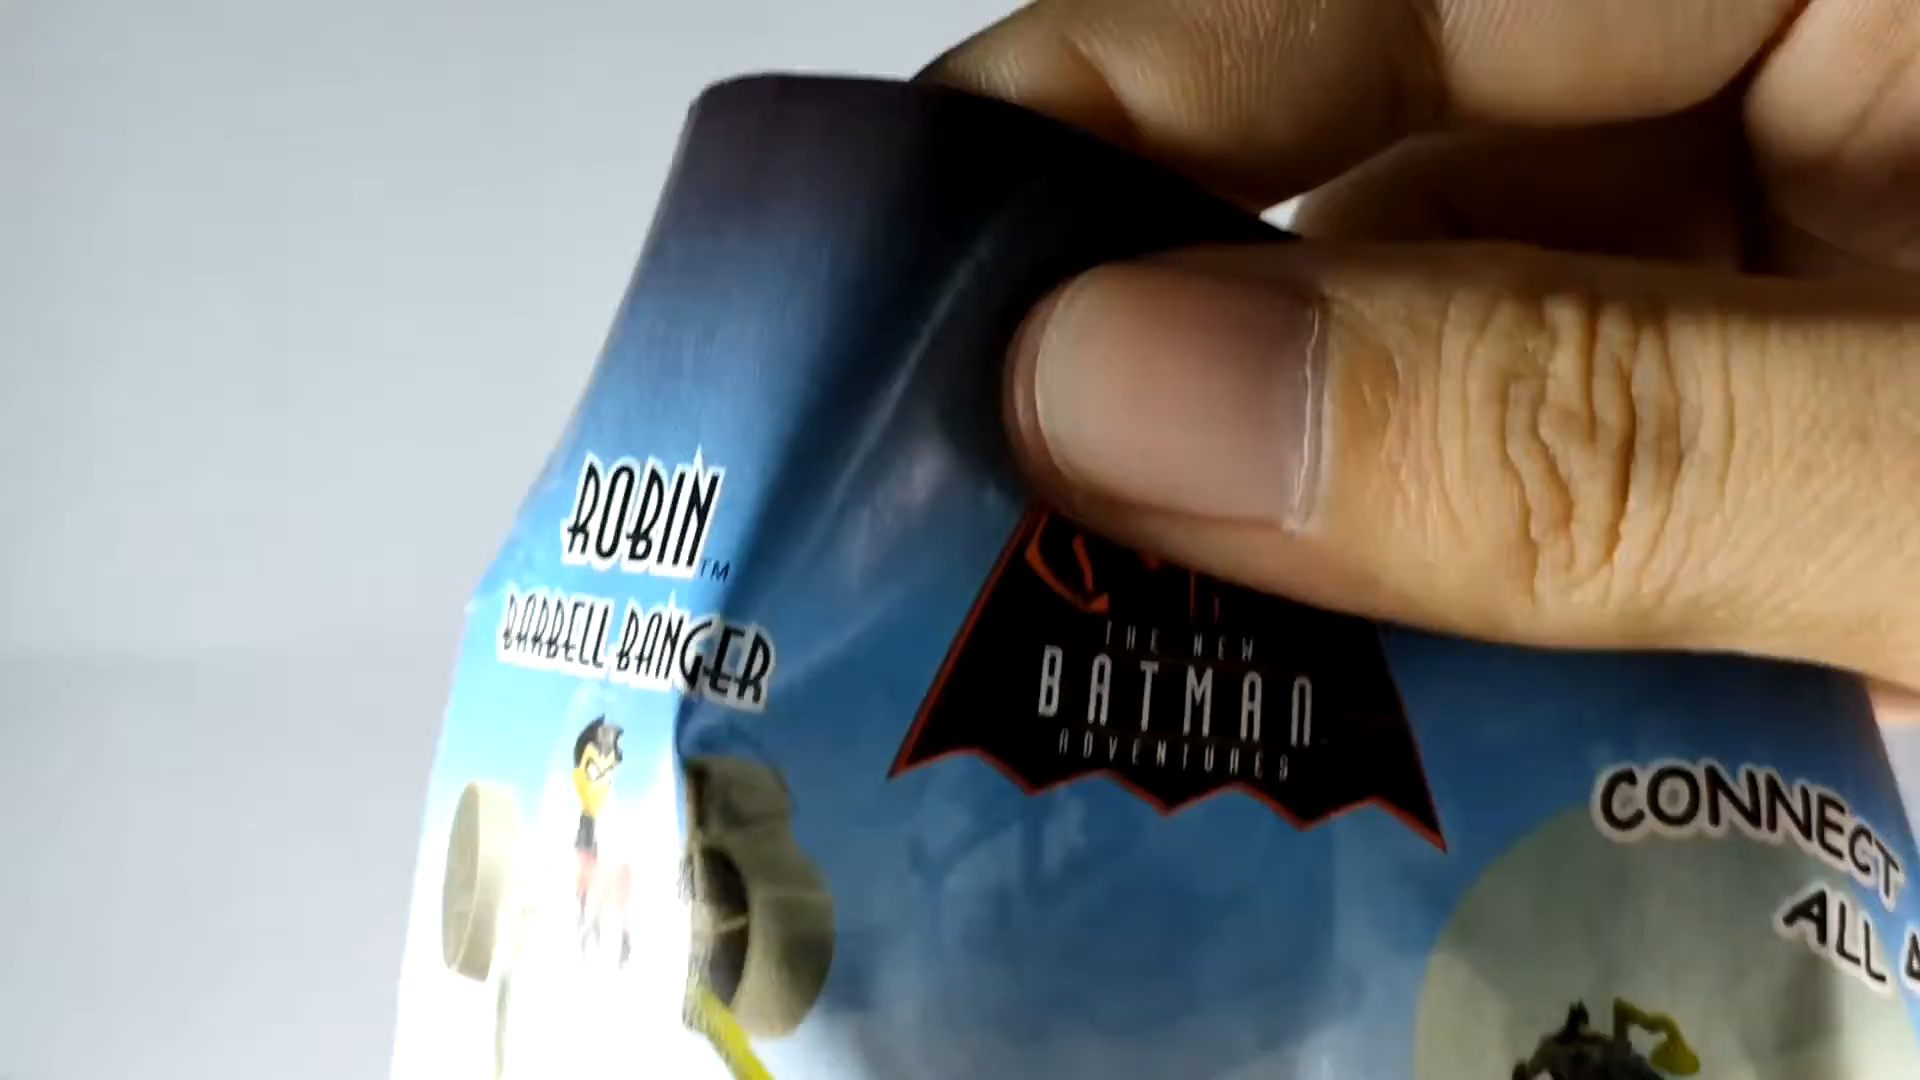 ROBIN™
BARBELL BANGER
THE NEW
BATMAN
ADVENTURES
CONNECT
ALL